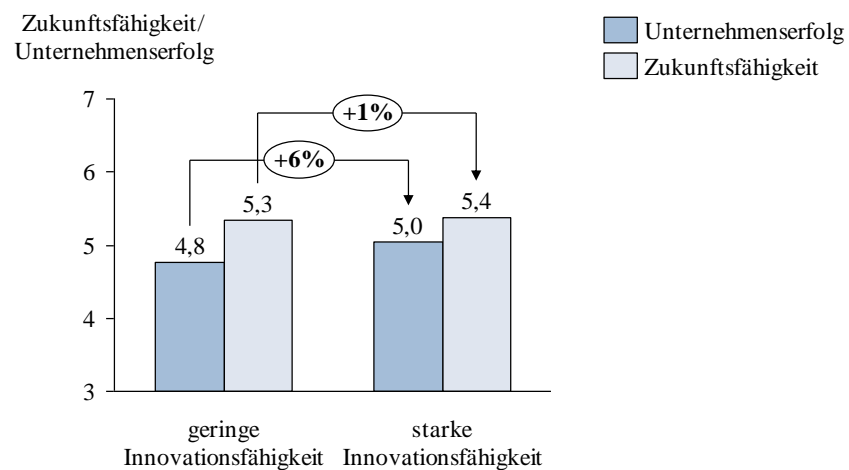 Zukunftsfähigkeit/
Unternehmenserfolg
Unternehmenserfolg
Zukunftsfähigkeit
7
+1%
6
+6%
5,3
5,4
4,8
5,0
5
4
3
geringe
Innovationsfähigkeit
starke
Innovationsfähigkeit